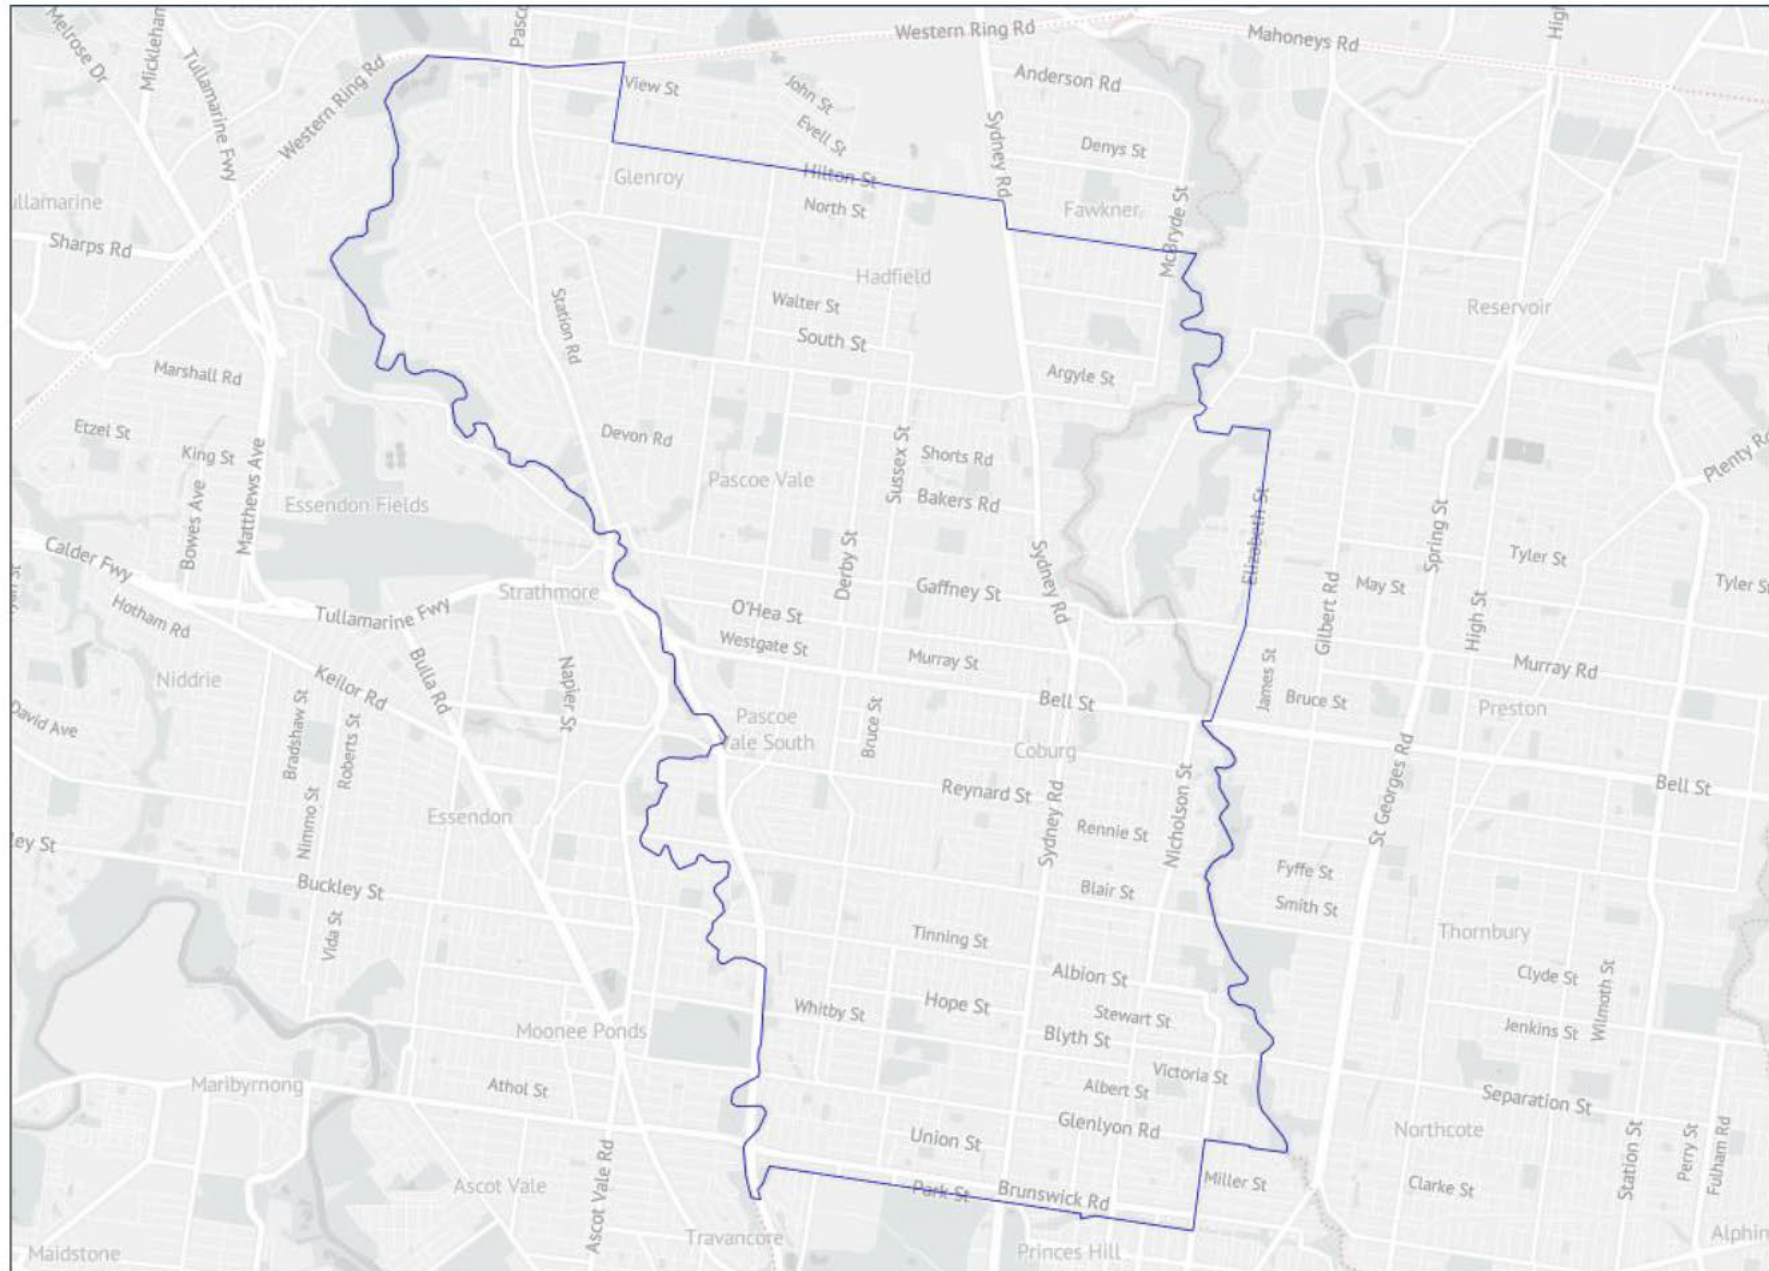 Melrose Dr
Tullamarine Fwy
Western Ring Rd
Western Ring Rd
Mahoneys Rd
View St
John St
Evell St
Anderson Rd
Denys St
Sydney Rd
Glenroy
Hilton St
North St
Fawkner
McBryde St
Sharps Rd
Hadfield
Station Rd
Walter St
South St
Reservoir
Marshall Rd
Argyle St
Etzel St
King St
Matthews Ave
Bowes Ave
Essendon Fields
Devon Rd
Pascoe Vale
Sussex St
Shorts Rd
Bakers Rd
Elizabeth St
Spring St
Calder Fwy
Hotham Rd
Tullamarine Fwy
Strathmore
Derby St
Gaffney St
Sydney Rd
Gilbert Rd
May St
High St
Tyler St
Tyler St
O'Hea St
Westgate St
Murray St
Murray Rd
Niddrie
Keilor Rd
Bulla Rd
Napier St
Bell St
James St
Bruce St
Preston
David Ave
Bradshaw St
Roberts St
Pascoe
Vale South
Bruce St
Coburg
St Georges Rd
Bell St
Nimmo St
Essendon
Reynard St
Rennie St
Sydney Rd
Nicholson St
ley St
Buckley St
Vida St
Blair St
Fyffe St
Smith St
Tinning St
Thornbury
Albion St
Clyde St
Wilmoth St
Moonee Ponds
Whitby St
Hope St
Stewart St
Blyth St
Jenkins St
Maribyrnong
Athol St
Victoria St
Albert St
Separation St
Glenlyon Rd
Union St
Northcote
Station St
Perry St
Fulham Rd
Ascot Vale
Ascot Vale Rd
Park St
Brunswick Rd
Miller St
Clarke St
Travancore
Princes Hill
Maidstone